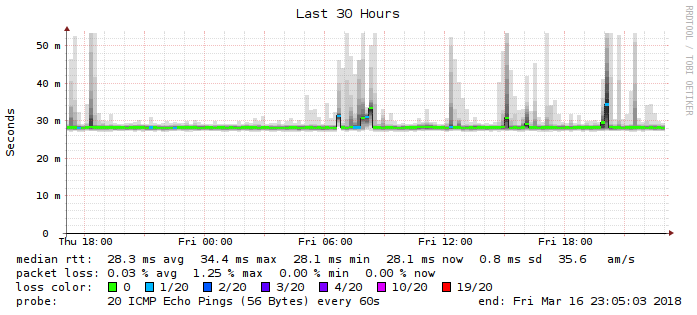 Last 30 Hours
RRDTOOL / TOBI OETIKER
Seconds
50 m
40 m
30 m
20 m
10 m
0
Thu 18:00 Fri 00:00 Fri 06:00 Fri 12:00 Fri 18:00
median rtt: 28.3 ms avg 34.4 ms max 28.1 ms min 28.1 ms now 0.8 ms sd 35.6 am/s
packet loss: 0.03 % avg 1.25 % max 0.00 % min 0.00 % now
loss color: 0 1/20 2/20 3/20 4/20 10/20 19/20
probe: 20 ICMP Echo Pings (56 Bytes) every 60s end: Fri Mar 16 23:05:03 2018